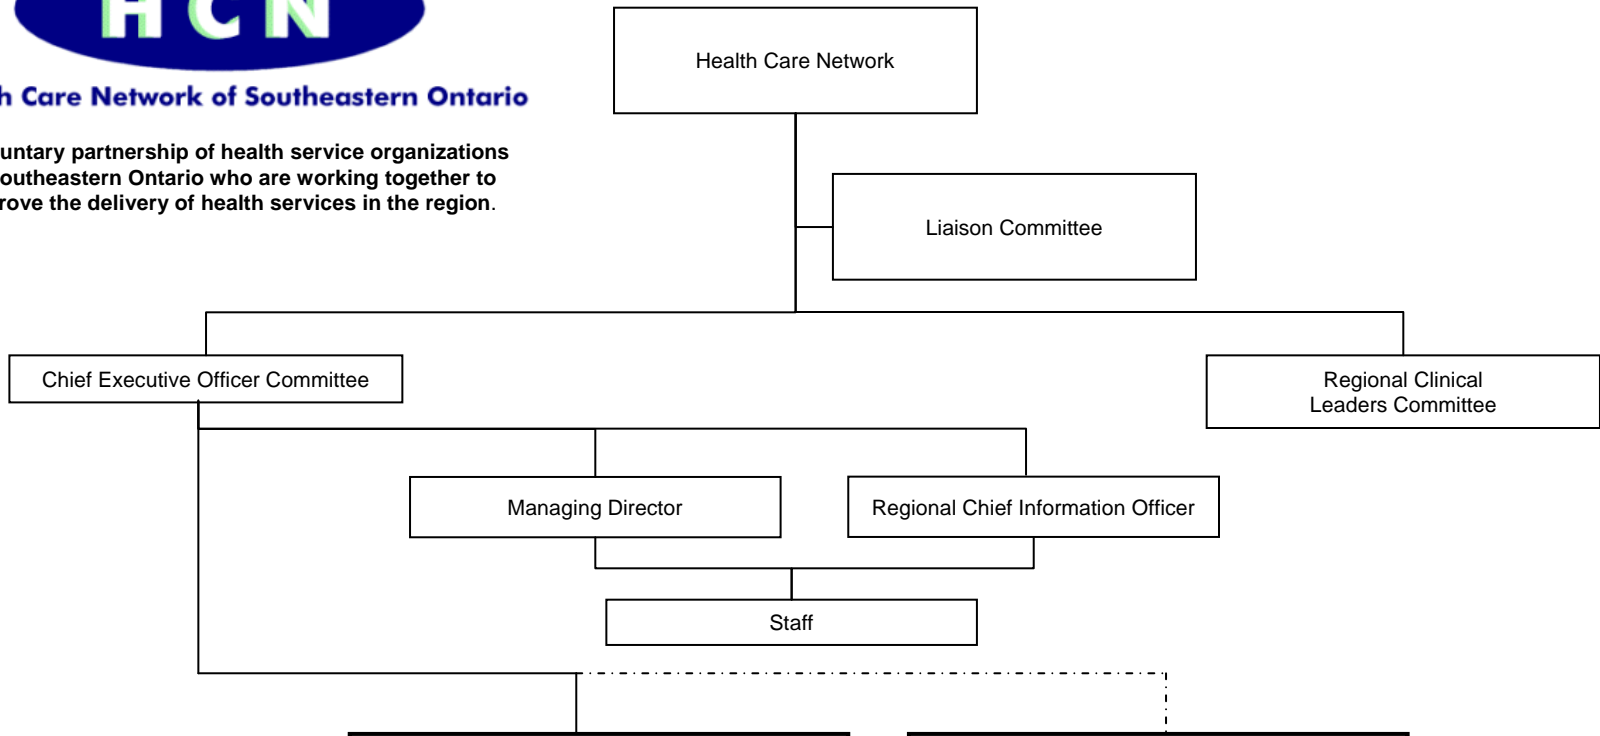 HCN
h Care Network of Southeastern Ontario
untary partnership of health service organizations
outheastern Ontario who are working together to
rove the delivery of health services in the region.
Health Care Network
Liaison Committee
Chief Executive Officer Committee
Regional Clinical
Leaders Committee
Managing Director
Regional Chief Information Officer
Staff